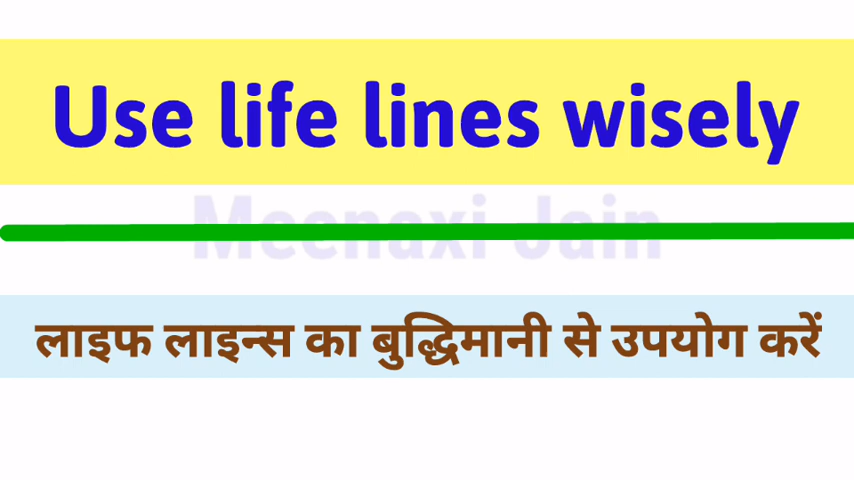 Use life lines wisely
Meenaxi Jain
लाइफ लाइन्स का बुद्धिमानी से उपयोग करें